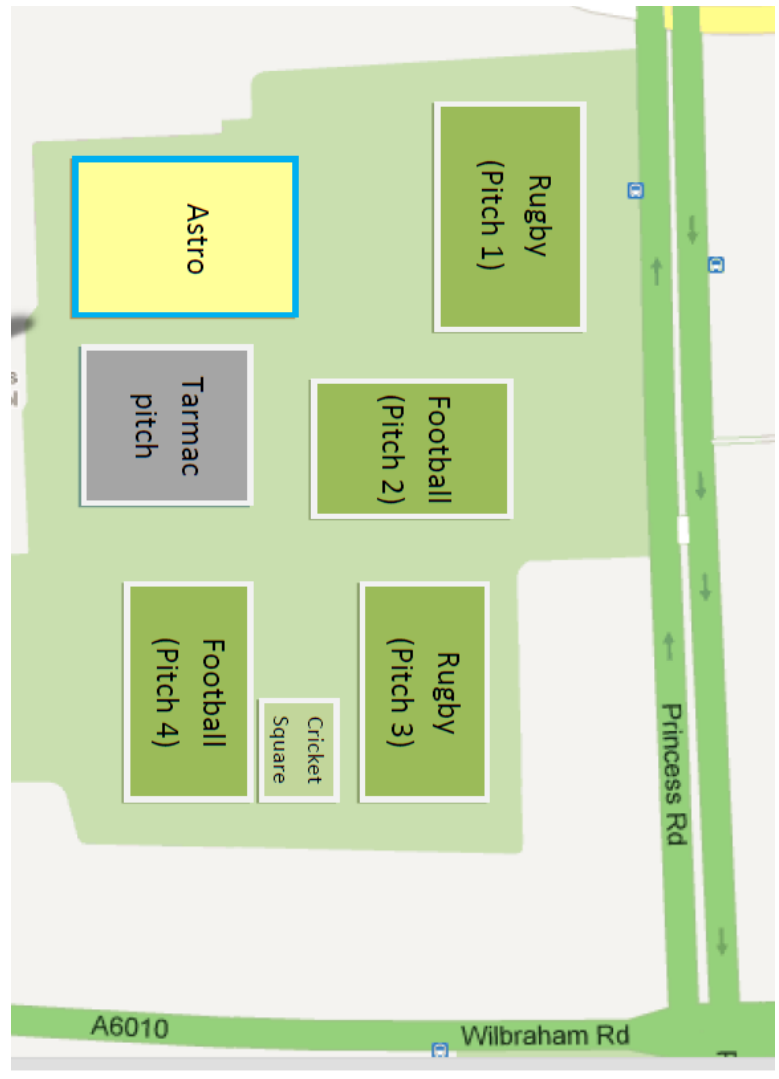 Rugby
(Pitch 1)
Astro
Tarmac
pitch
Football
(Pitch 2)
Football
(Pitch 4)
Rugby
(Pitch 3)
Cricket
Square
Princess Rd
A6010
Wilbraham Rd